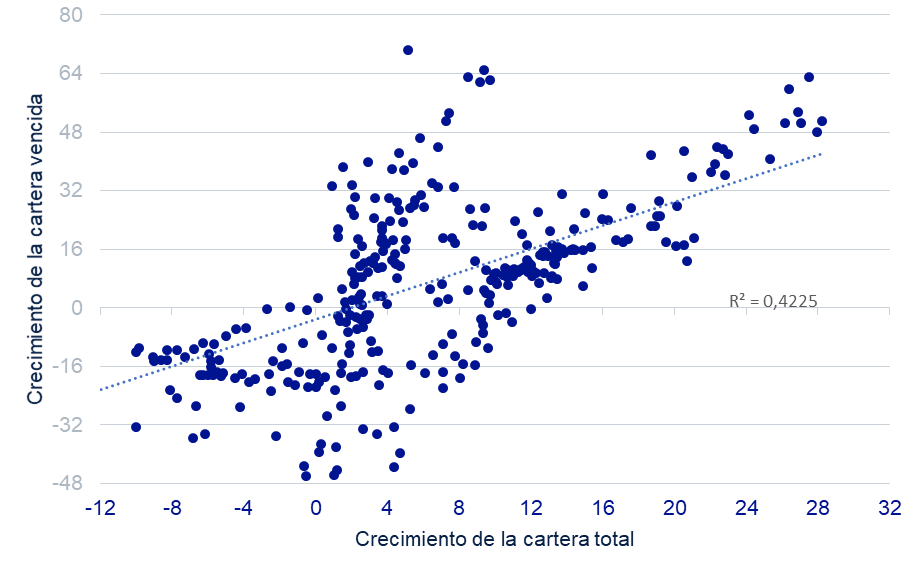 80
64
48
32
16
0
-16
-32
-48
Crecimiento de la cartera vencida
R² = 0,4225
-12 -8 -4 0 4 8 12 16 20 24 28 32
Crecimiento de la cartera total